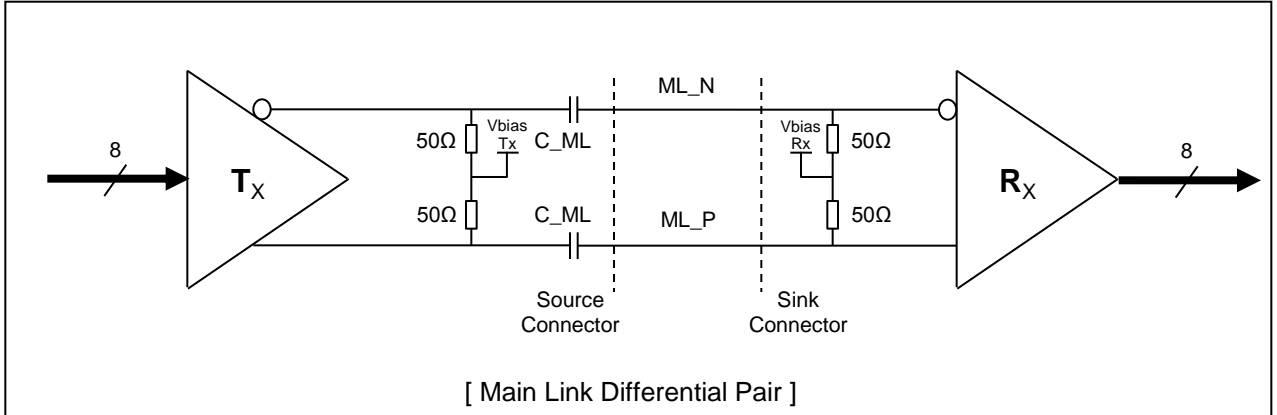 ML_N
Vbias
Tx
Vbias
Rx
50Ω
C_ML
50Ω
8
8
TX
RX
50Ω
C_ML
ML_P
50Ω
Source
Connector
Sink
Connector
[ Main Link Differential Pair ]